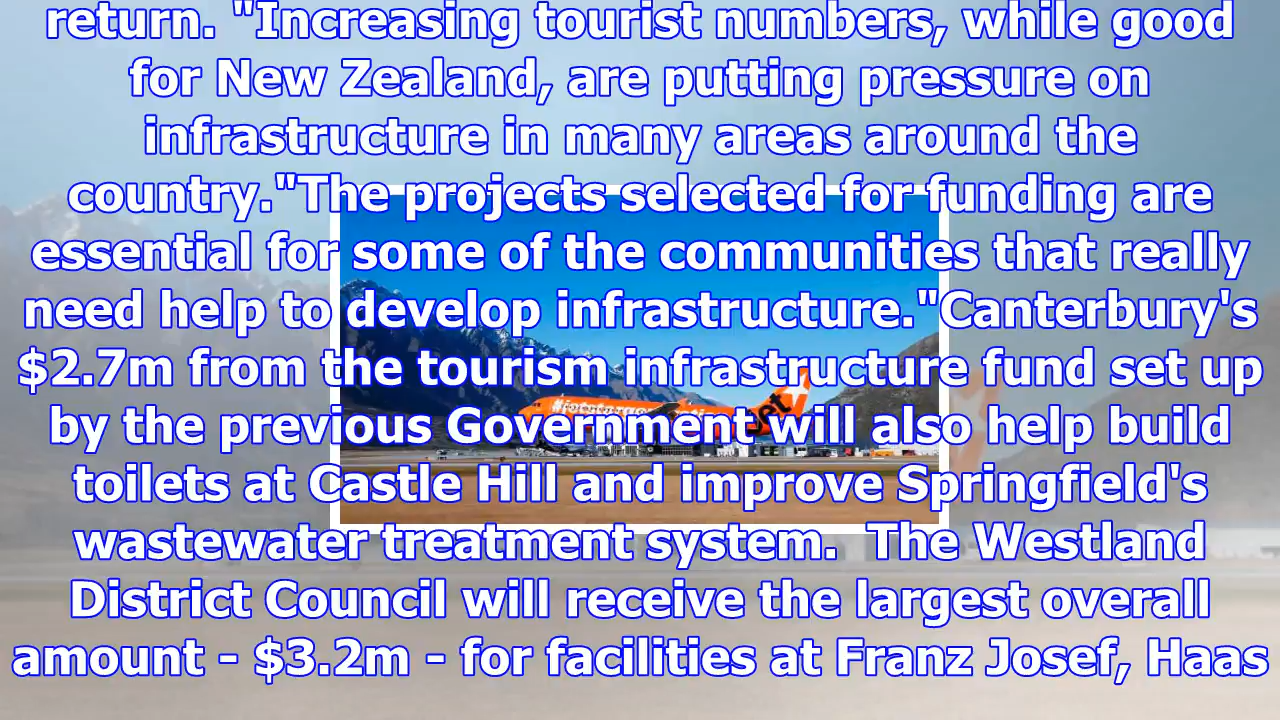 return. "Increasing tourist numbers, while good
for New Zealand, are putting pressure on
infrastructure in many areas around the
country."The projects selected for funding are
essential for some of the communities that really
need help to develop infrastructure."Canterbury's
$2.7m from the tourism infrastructure fund set up
by the previous Government will also help build
toilets at Castle Hill and improve Springfield's
wastewater treatment system.  The Westland
District Council will receive the largest overall
amount - $3.2m - for facilities at Franz Josef, Haas